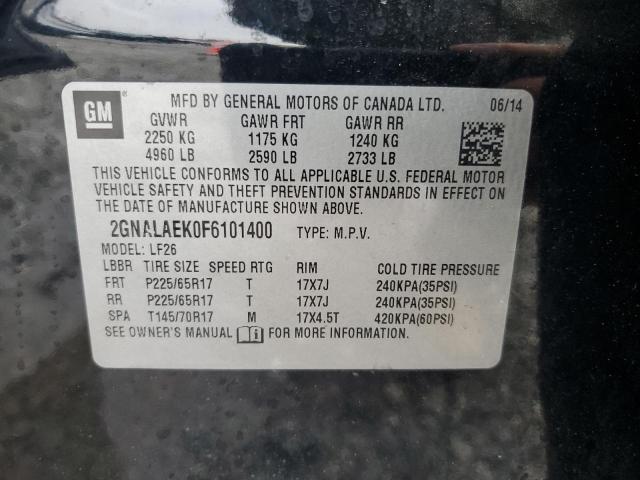 GM
®
MFD BY GENERAL MOTORS OF CANADA LTD. 06/14
GVWR GAWR FRT GAWR RR
2250 KG 1175 KG 1240 KG
4960 LB 2590 LB 2733 LB
THIS VEHICLE CONFORMS TO ALL APPLICABLE U.S. FEDERAL MOTOR
VEHICLE SAFETY AND THEFT PREVENTION STANDARDS IN EFFECT ON
THE DATE OF MANUFACTURE SHOWN ABOVE.
2GNALAEK0F6101400 TYPE: M.P.V.
MODEL: LF26
LBBR TIRE SIZE SPEED RTG RIM COLD TIRE PRESSURE
FRT P225/65R17 T 17X7J 240KPA(35PSI)
RR P225/65R17 T 17X7J 240KPA(35PSI)
SPA T145/70R17 M 17X4.5T 420KPA(60PSI)
SEE OWNER'S MANUAL FOR MORE INFORMATION.